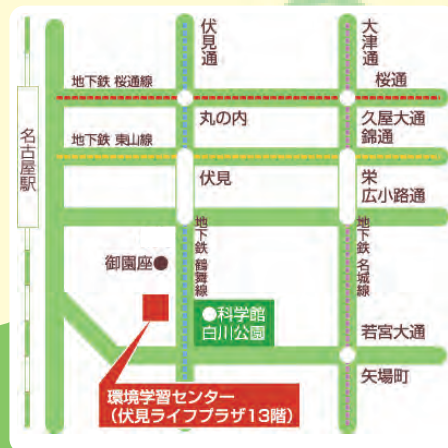 伏見通
大津通
地下鉄 桜通線
桜通
丸の内
久屋大通
錦通
名古屋駅
地下鉄 東山線
伏見
栄
広小路通
地下鉄 鶴舞線
地下鉄 名城線
御園座
科学館
白川公園
若宮大通
矢場町
環境学習センター
(伏見ライフプラザ13階)